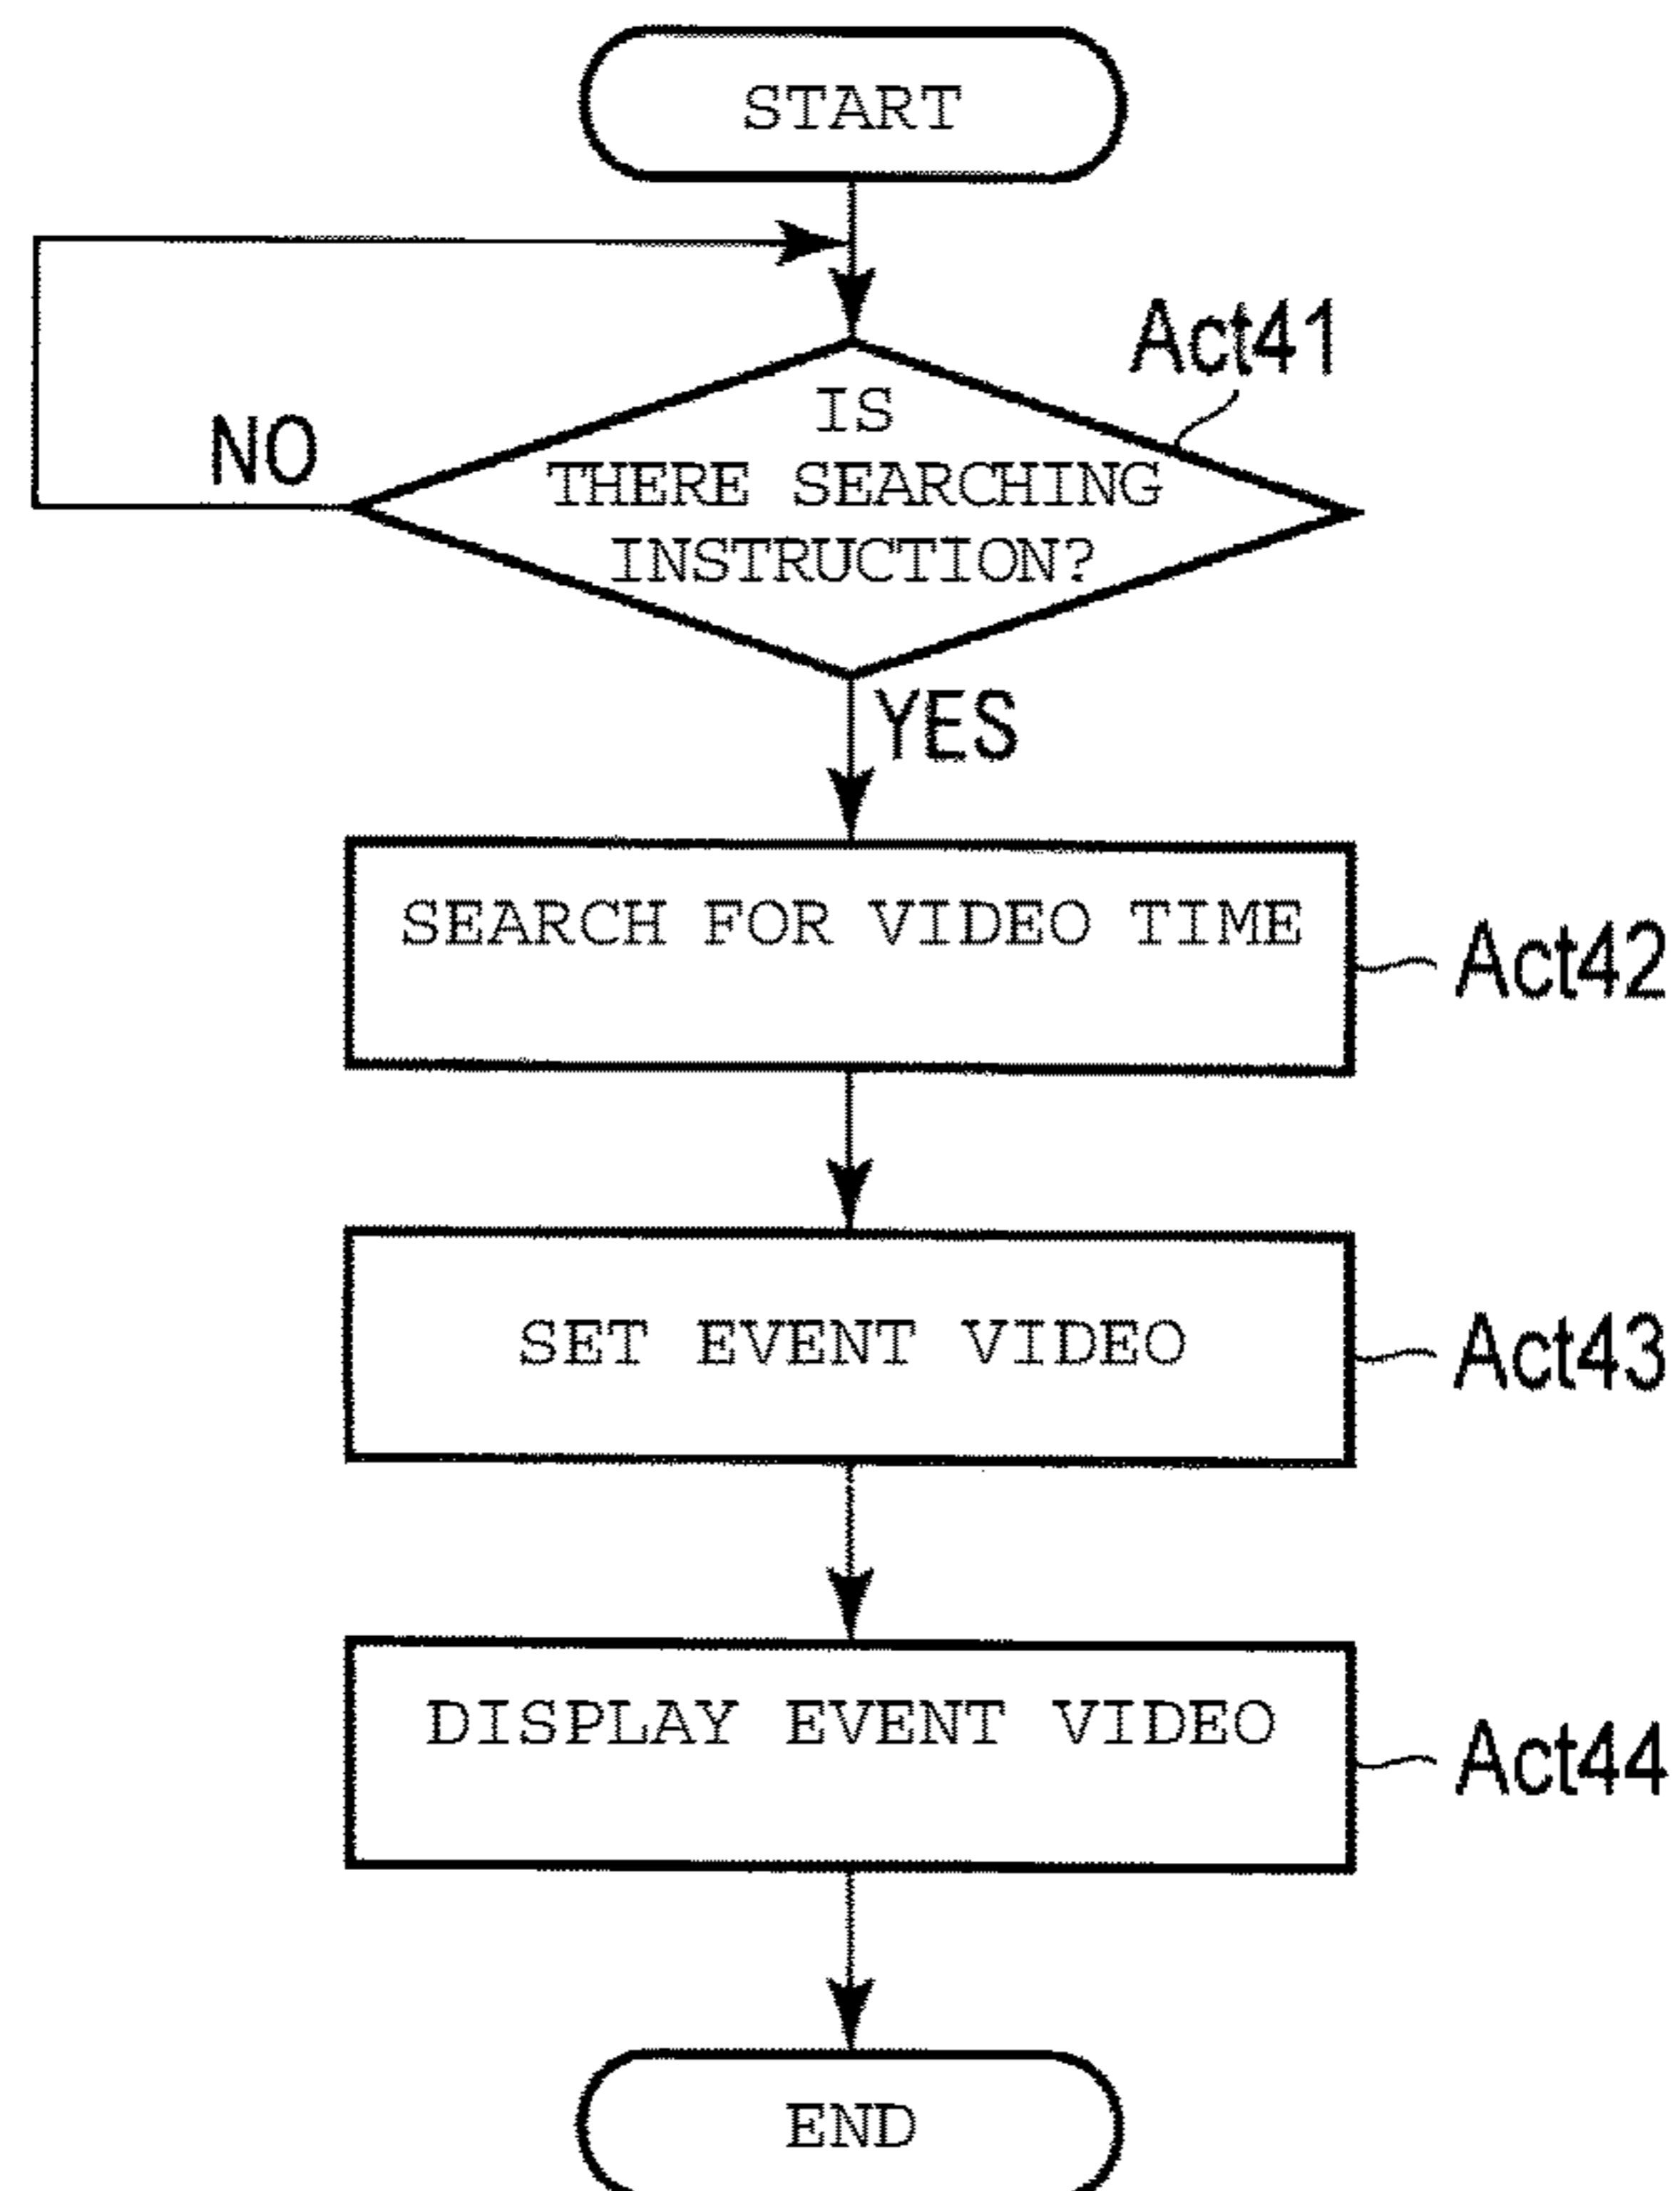 START
Act41
IS
THERE SEARCHING
INSTRUCTION?
NO
YES
SEARCH FOR VIDEO TIME
Act42
SET EVENT VIDEO
Act43
DISPLAY EVENT VIDEO
Act44
END